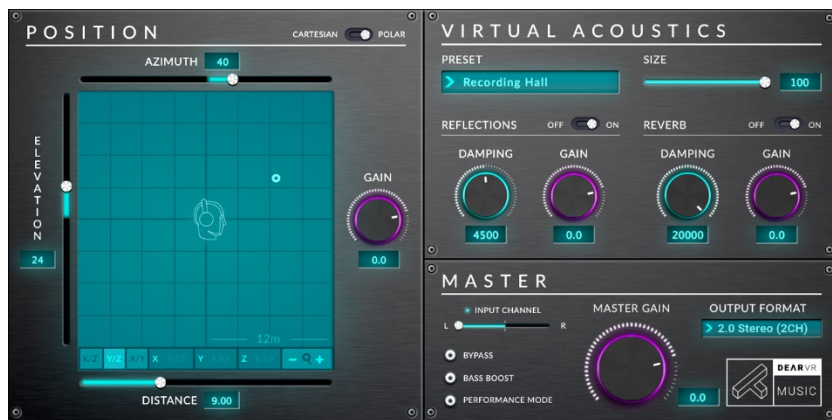 POSITION
CARTESIAN POLAR
AZIMUTH 40
ELEVATION
24
GAIN
0.0
12m
X/Z Y/Z X/Y X Y Z - +
DISTANCE 9.00
VIRTUAL ACOUSTICS
PRESET
Recording Hall
SIZE
100
REFLECTIONS OFF ON
DAMPING GAIN
4500 0.0
REVERB OFF ON
DAMPING GAIN
20000 0.0
MASTER
INPUT CHANNEL
L R
BYPASS
BASS BOOST
PERFORMANCE MODE
MASTER GAIN
0.0
OUTPUT FORMAT
2.0 Stereo (2CH)
DEARVR
MUSIC